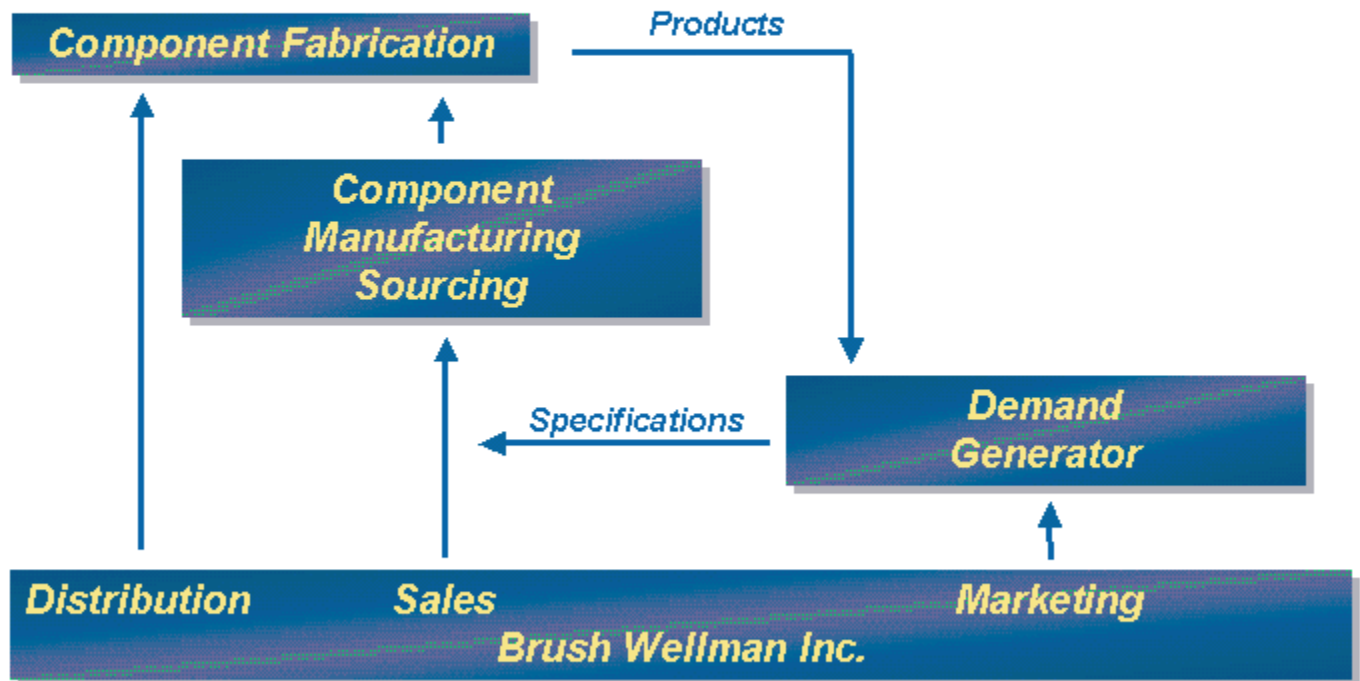 Component Fabrication
Products
Component
Manufacturing
Sourcing
Demand
Generator
Specifications
Distribution Sales Marketing
Brush Wellman Inc.